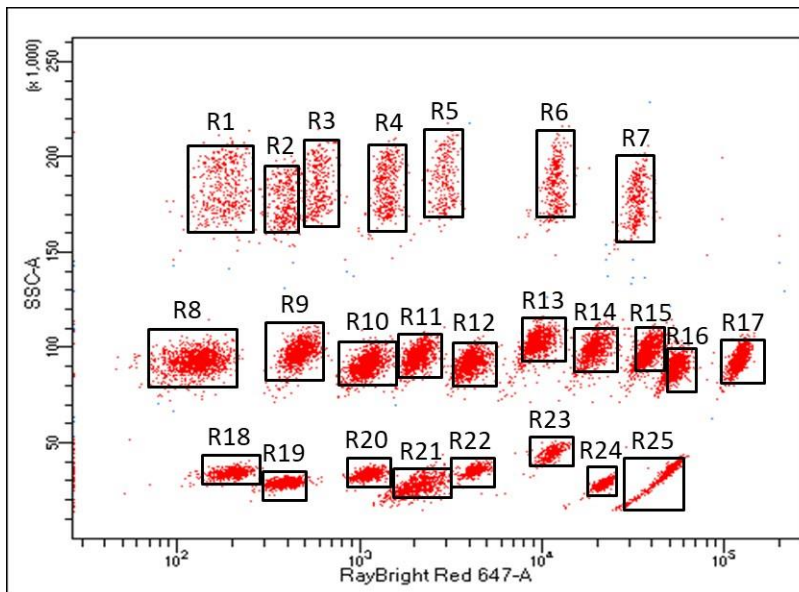 (x 1,000)
250
200
150
100
50
SSC-A
R1
R2
R3
R4
R5
R6
R7
R8
R9
R10
R11
R12
R13
R14
R15
R16
R17
R18
R19
R20
R21
R22
R23
R24
R25
10² 10³ 10⁴ 10⁵
RayBright Red 647-A